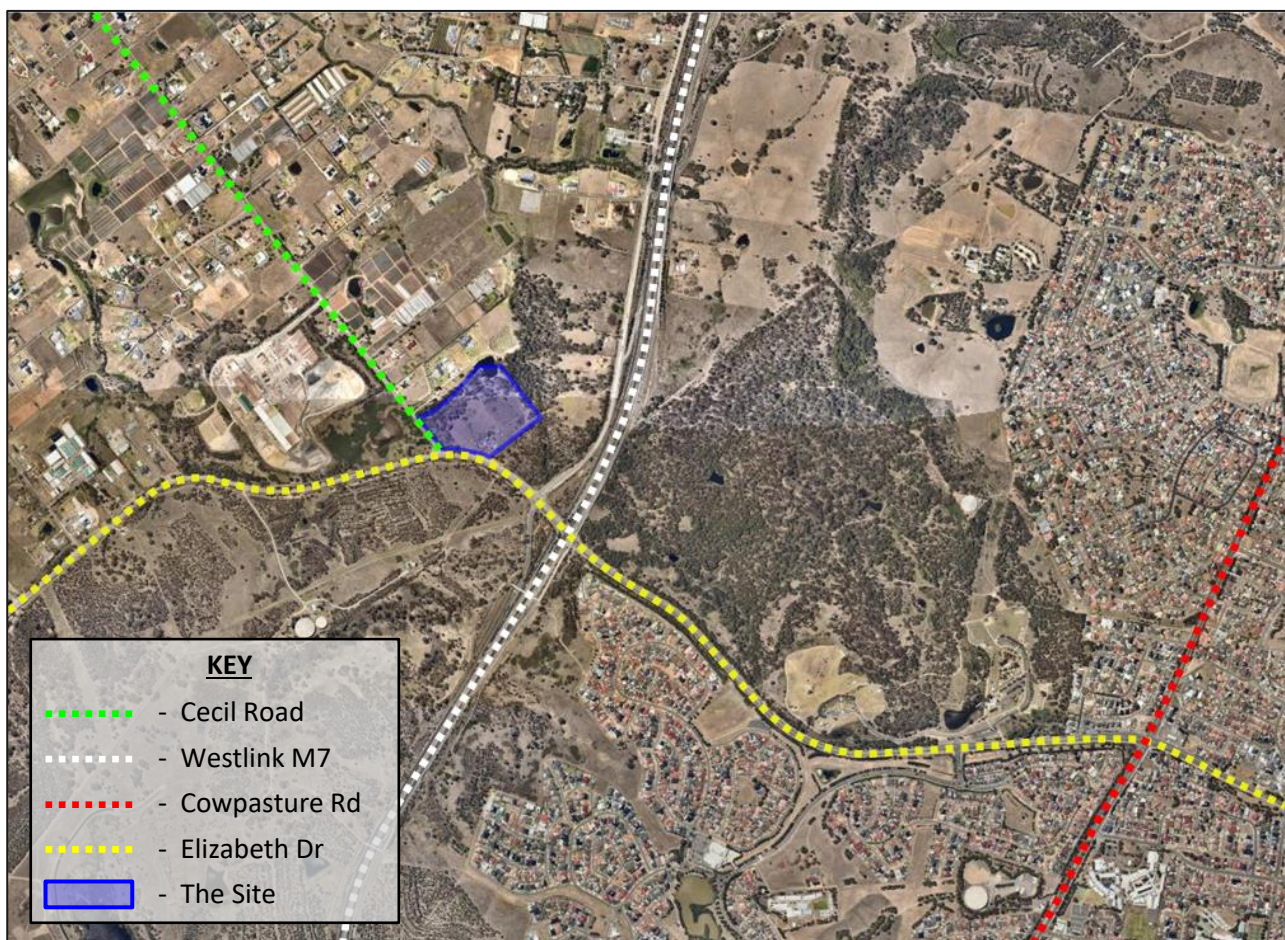 KEY
- Cecil Road
- Westlink M7
- Cowpasture Rd
- Elizabeth Dr
- The Site